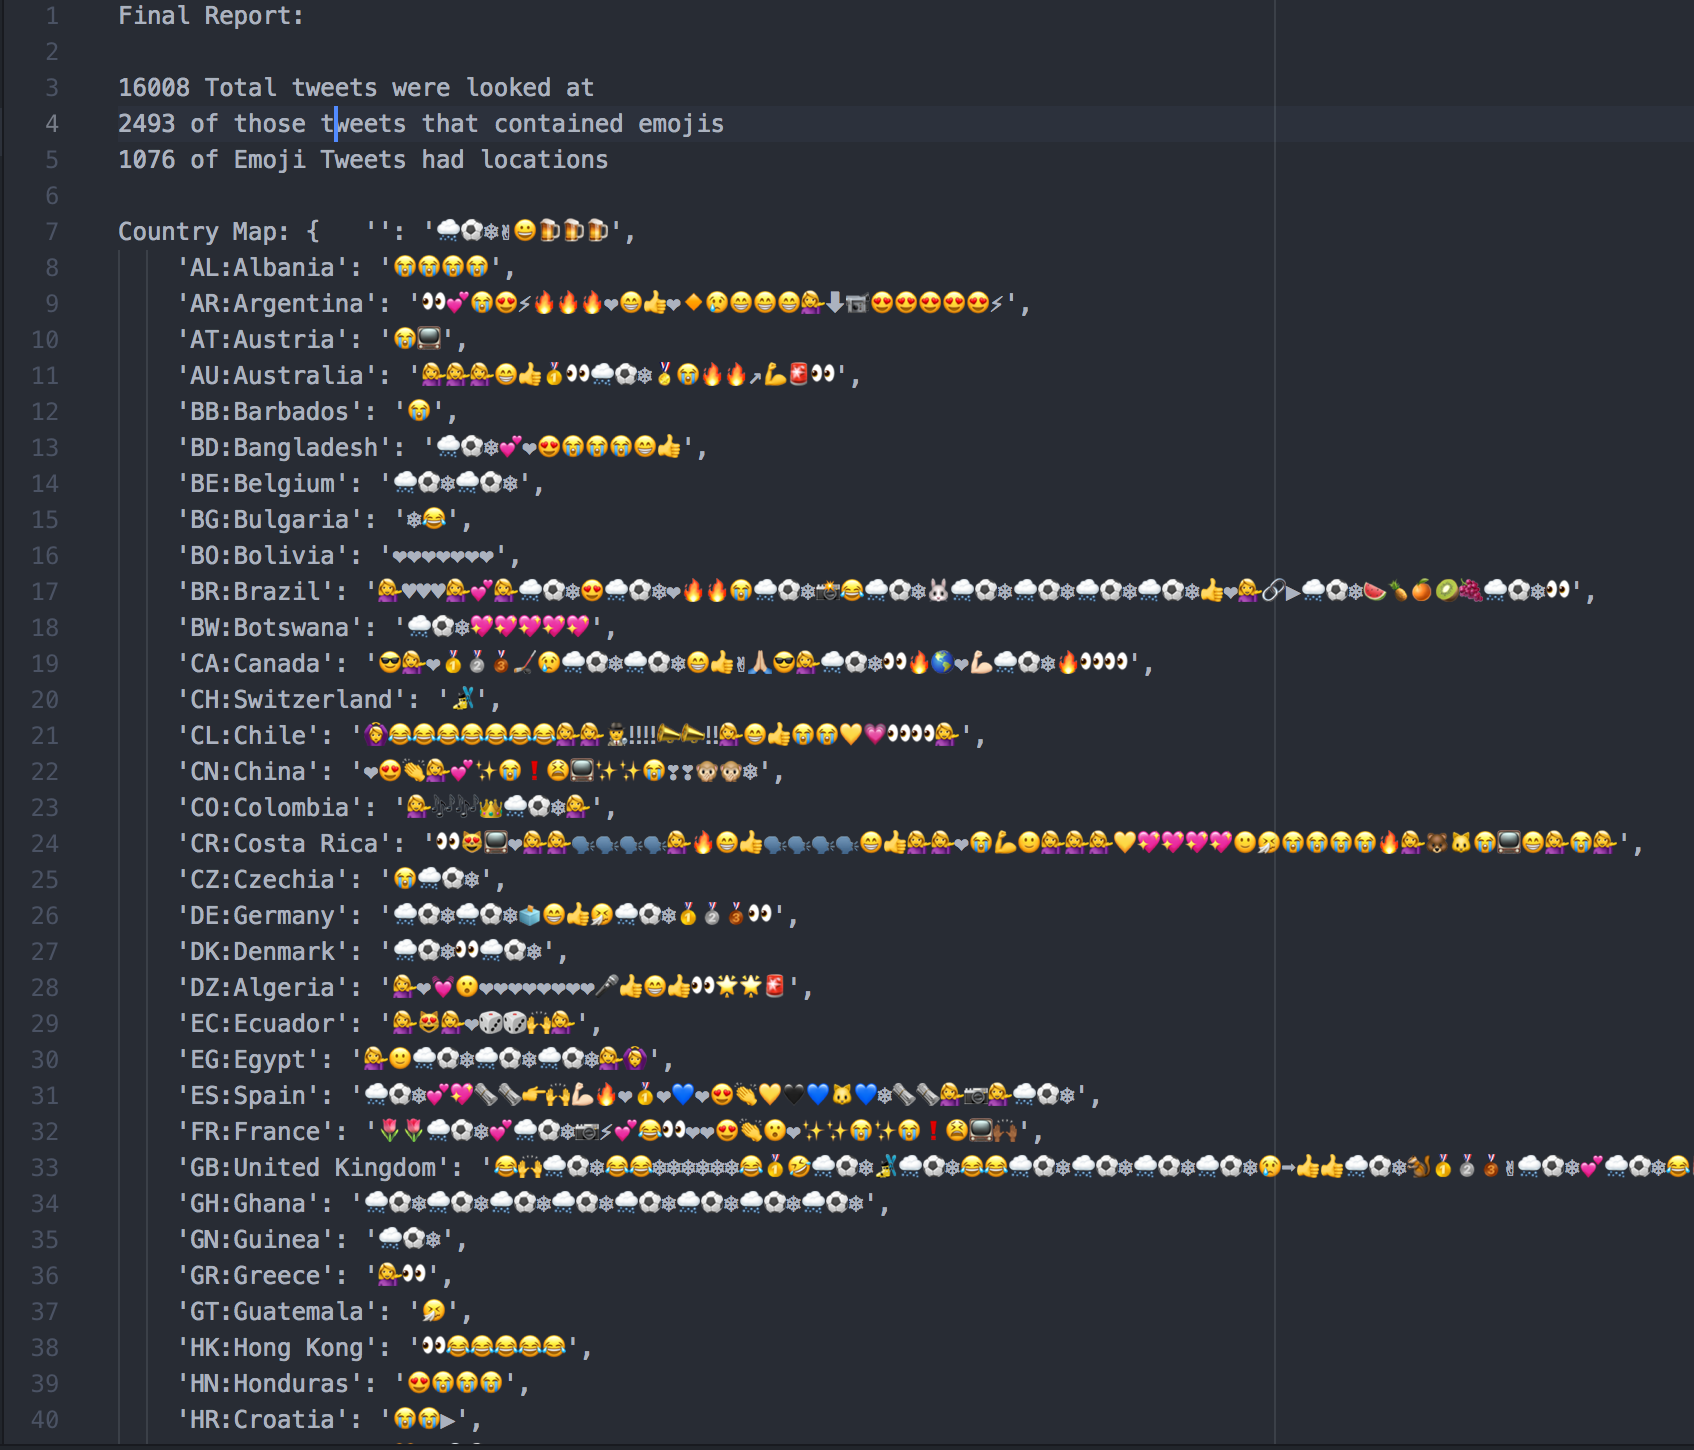 1 Final Report:
2
3 16008 Total tweets were looked at
4 2493 of those tweets that contained emojis
5 1076 of Emoji Tweets had locations
6
7 Country Map: {   '': '🌨⚽❄✌😀🍺🍺🍺',
8 'AL:Albania': '😭😭😭😭',
9 'AR:Argentina': '👀💕😭😍⚡🔥🔥🔥❤😁👍❤🔸😢😁😁😁💁⬇📹😍😍😍😍😍⚡',
10 'AT:Austria': '😭📺',
11 'AU:Australia': '💁💁💁😁👍🥇👀🌨⚽❄🏅😭🔥🔥↗💪🚨👀',
12 'BB:Barbados': '😭',
13 'BD:Bangladesh': '🌨⚽❄💕❤😍😭😭😭😁👍',
14 'BE:Belgium': '🌨⚽❄🌨⚽❄',
15 'BG:Bulgaria': '❄😂',
16 'BO:Bolivia': '❤❤❤❤❤❤❤',
17 'BR:Brazil': '💁♥♥♥💁💕💁🌨⚽❄😍🌨⚽❄❤🔥🔥😭🌨⚽❄📸😂🌨⚽❄🐰🌨⚽❄🌨⚽❄🌨⚽❄🌨⚽❄👍❤💁🔗▶🌨⚽❄🍉🍍🍊🥝🍇🌨⚽❄👀',
18 'BW:Botswana': '🌨⚽❄💖💖💖💖💖',
19 'CA:Canada': '😎💁❤🥇🥈🥉🏒😢🌨⚽❄🌨⚽❄😁👍✌🙏🏼😎💁🌨⚽❄👀🔥🌎❤💪🏻🌨⚽❄🔥👀👀',
20 'CH:Switzerland': '🎿',
21 'CL:Chile': '🙆😂😂😂😂😂😂😂💁💁🕵‼‼📣📣‼💁😁👍😭😭💛💗👀👀💁',
22 'CN:China': '❤😍👏💁💕✨😭❗😫📺✨✨😭❣❣🐵🐵❄',
23 'CO:Colombia': '💁🎶🎶👑🌨⚽❄💁',
24 'CR:Costa Rica': '👀😻📺❤💁💁🗣🗣🗣🗣💁🔥😁👍🗣🗣🗣🗣😁👍💁💁❤😭💪🙂💁💁💁💛💖💖💖💖🙂🤧😭😭😭😭🔥💁🐻🐱😭📺😁💁😭💁',
25 'CZ:Czechia': '😭🌨⚽❄',
26 'DE:Germany': '🌨⚽❄🌨⚽❄🗳😁👍🤧🌨⚽❄🥇🥈🥉👀',
27 'DK:Denmark': '🌨⚽❄👀🌨⚽❄',
28 'DZ:Algeria': '💁❤💓😮❤❤❤❤❤❤❤❤🎤👍😁👍👀🌟🌟🚨',
29 'EC:Ecuador': '💁😻💁❤🎲🎲🙌💁',
30 'EG:Egypt': '💁🙂🌨⚽❄🌨⚽❄🌨⚽❄💁🙆',
31 'ES:Spain': '🌨⚽❄💕💖🗞🗞👉🙌💪🏻🔥❤🥇❤💙❤😍👏💛🖤💙🐱💙❄🗞🗞💁📷💁🌨⚽❄',
32 'FR:France': '🌷🌷🌨⚽❄💕🌨⚽❄📷⚡💕😂👀❤❤😍👏😮❤✨✨😭✨😭❗😫📺🙌🏾',
33 'GB:United Kingdom': '😂🙌🌨⚽❄😂😂❄❄❄❄❄❄😂🥇🤣🌨⚽❄🎿🌨⚽❄😂😂🌨⚽❄🌨⚽❄🌨⚽❄🌨⚽❄😢➡👍👍🌨⚽❄🐿🥇🥈🥉✌🌨⚽❄💕🌨⚽❄😂
34 'GH:Ghana': '🌨⚽❄🌨⚽❄🌨⚽❄🌨⚽❄🌨⚽❄🌨⚽❄🌨⚽❄🌨⚽❄',
35 'GN:Guinea': '🌨⚽❄',
36 'GR:Greece': '💁👀',
37 'GT:Guatemala': '🤧',
38 'HK:Hong Kong': '👀😂😂😂😂😂',
39 'HN:Honduras': '😍😭😭😭',
40 'HR:Croatia': '😭😭▶',